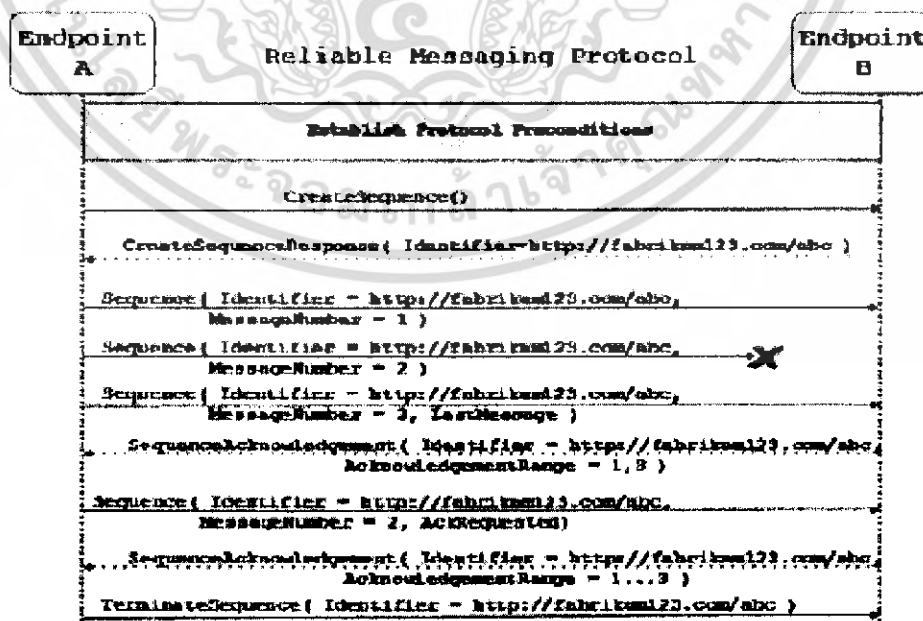 Endpoint A
Reliable Messaging Protocol
Endpoint B
Establish Protocol Preconditions
CreateSequence()
CreateSequenceResponse( Identifier=http://fabrikam123.com/abc )
Sequence( Identifier = http://fabrikam123.com/abc,
MessageNumber = 1 )
Sequence( Identifier = http://fabrikam123.com/abc,
MessageNumber = 2 )
Sequence( Identifier = http://fabrikam123.com/abc,
MessageNumber = 3, LastMessage )
SequenceAcknowledgement( Identifier = http://fabrikam123.com/abc,
AcknowledgementRange = 1,3 )
Sequence( Identifier = http://fabrikam123.com/abc,
MessageNumber = 2, AckRequested)
SequenceAcknowledgement( Identifier = http://fabrikam123.com/abc,
AcknowledgementRange = 1...3 )
TerminateSequence( Identifier = http://fabrikam123.com/abc )